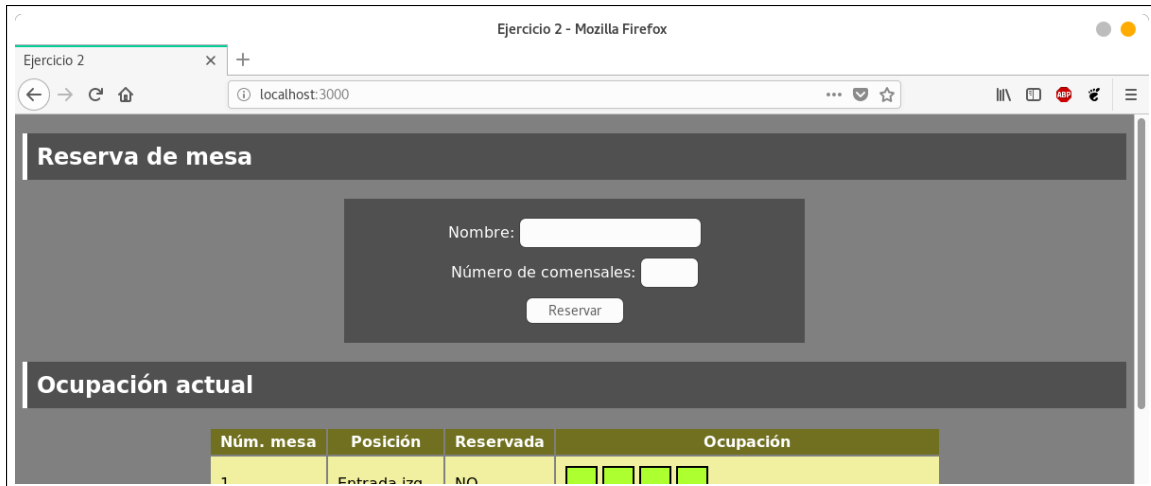 Ejercicio 2 - Mozilla Firefox
Ejercicio 2
localhost:3000
ABP
Reserva de mesa
Nombre:
Número de comensales:
Reservar
Ocupación actual
Núm. mesa Posición Reservada Ocupación
1 Entrada izq. NO